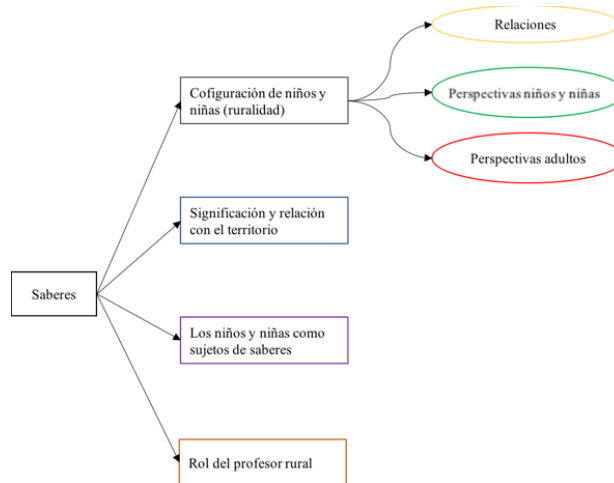 Relaciones
Cofiguración de niños y
niñas (ruralidad)
Perspectivas niños y niñas
Perspectivas adultos
Significación y relación
con el territorio
Saberes
Los niños y niñas como
sujetos de saberes
Rol del profesor rural